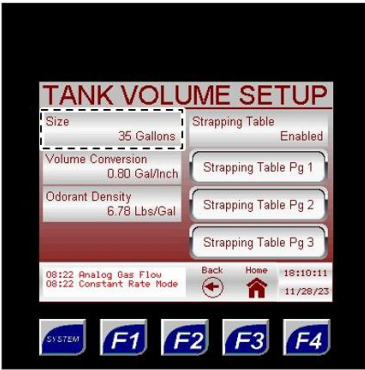 TANK VOLUME SETUP
Size
35 Gallons
Strapping Table
Enabled
Volume Conversion
0.80 Gal/Inch
Strapping Table Pg 1
Odorant Density
6.78 Lbs/Gal
Strapping Table Pg 2
Strapping Table Pg 3
08:22 Analog Gas Flow
08:22 Constant Rate Mode
Back
Home
18:10:11
11/28/23
SYSTEM
F1
F2
F3
F4